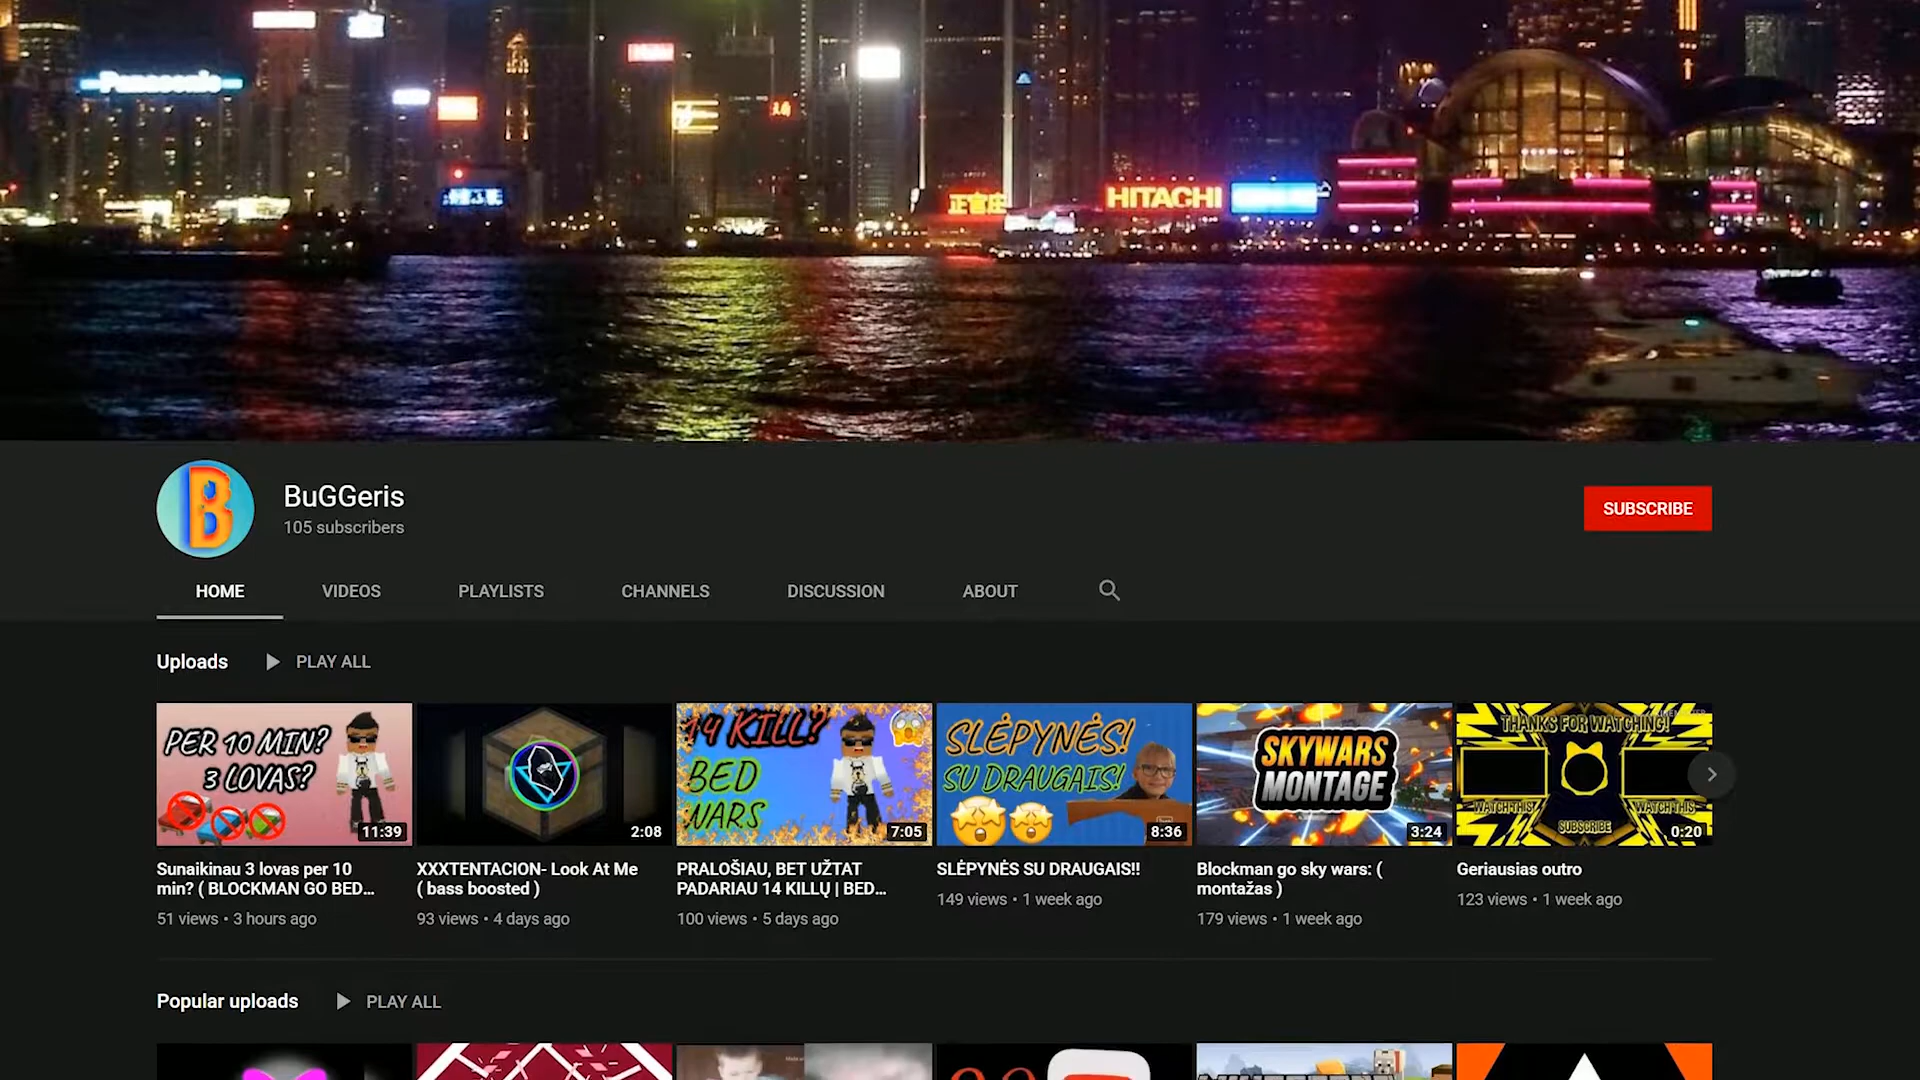 Panasonic
正官庄
HITACHI
BuGGeris
105 subscribers
SUBSCRIBE
HOME
VIDEOS
PLAYLISTS
CHANNELS
DISCUSSION
ABOUT
Uploads
PLAY ALL
PER 10 MIN?
3 LOVAS?
11:39
Sunaikinau 3 lovas per 10
min? ( BLOCKMAN GO BED...
51 views • 3 hours ago
2:08
XXXTENTACION- Look At Me
( bass boosted )
93 views • 4 days ago
14 KILL?
BED
WARS
7:05
PRALOŠIAU, BET UŽTAT
PADARIAU 14 KILLŲ | BED...
100 views • 5 days ago
SLĖPYNĖS!
SU DRAUGAIS!
8:36
SLĖPYNĖS SU DRAUGAIS!!
149 views • 1 week ago
SKYWARS
MONTAGE
3:24
Blockman go sky wars: (
montažas )
179 views • 1 week ago
THANKS FOR WATCHING!
WATCH THIS
WATCH THIS
SUBSCRIBE
0:20
Geriausias outro
123 views • 1 week ago
Popular uploads
PLAY ALL